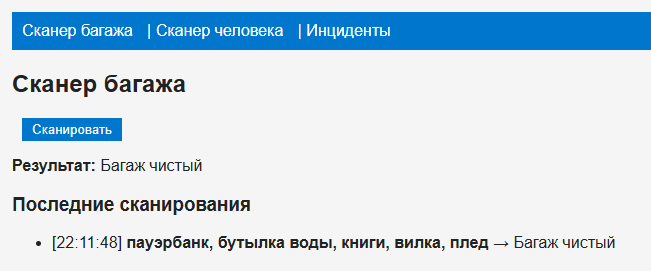 Сканер багажа | Сканер человека | Инциденты
Сканер багажа
Сканировать
Результат: Багаж чистый
Последние сканирования
• [22:11:48] пауэрбанк, бутылка воды, книги, вилка, плед → Багаж чистый